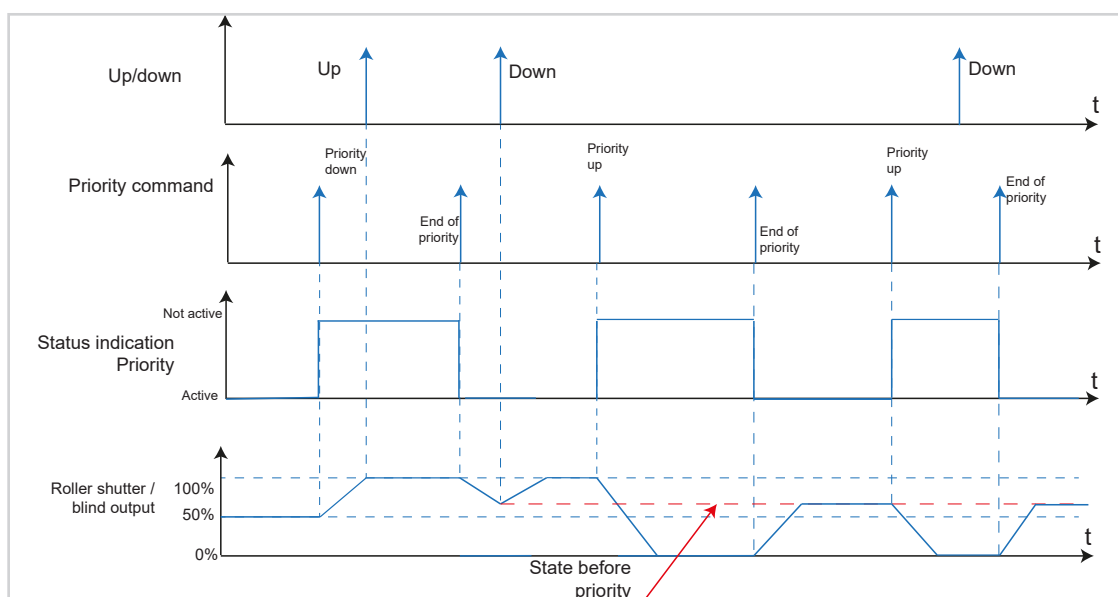 Up/down
Up
Down
Down
t
Priority command
Priority
down
End of
priority
Priority
up
End of
priority
Priority
up
End of
priority
t
Not active
Status indication
Priority
Active
t
Roller shutter /
blind output
100%
50%
0%
t
State before
priority